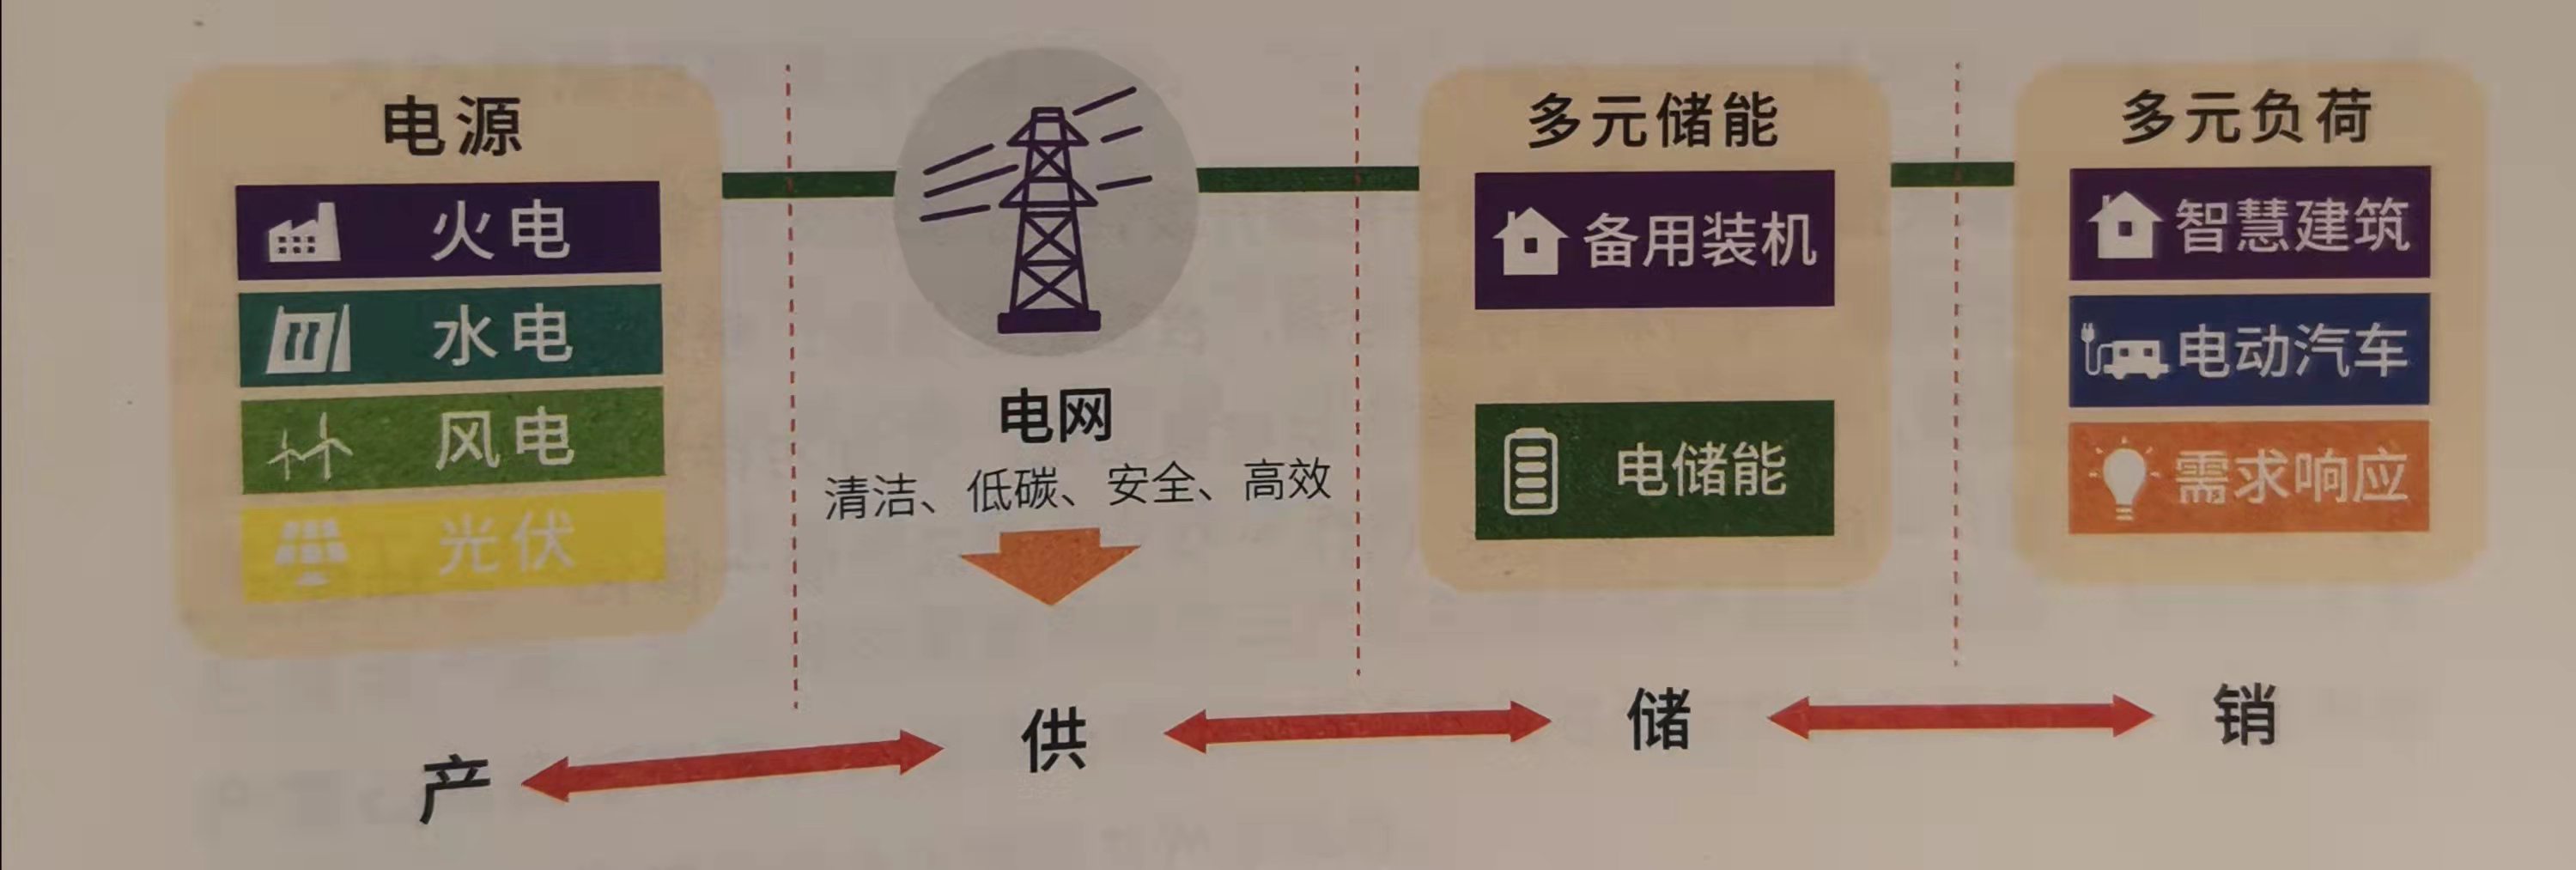 电源
火电
水电
风电
光伏
电网
清洁、低碳、安全、高效
多元储能
备用装机
电储能
多元负荷
智慧建筑
电动汽车
需求响应
产
供
储
销